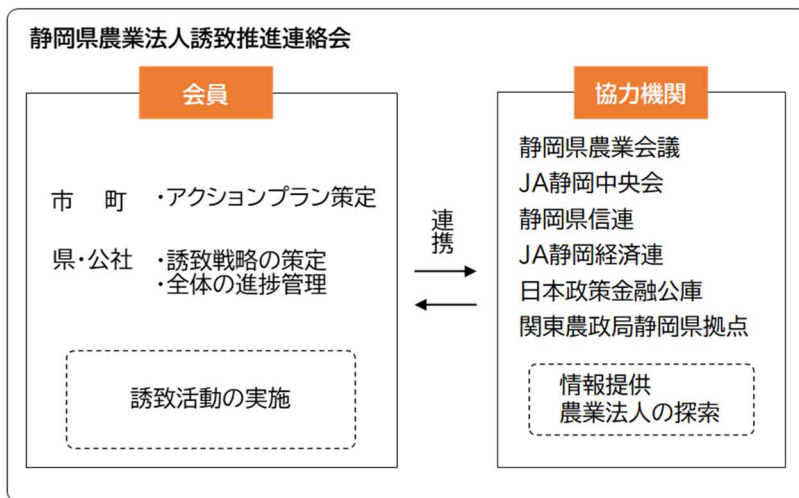 静岡県農業法人誘致推進連絡会
会員
市　町　・アクションプラン策定
県・公社　・誘致戦略の策定
・全体の進捗管理
誘致活動の実施
連携
協力機関
静岡県農業会議
JA静岡中央会
静岡県信連
JA静岡経済連
日本政策金融公庫
関東農政局静岡県拠点
情報提供
農業法人の探索